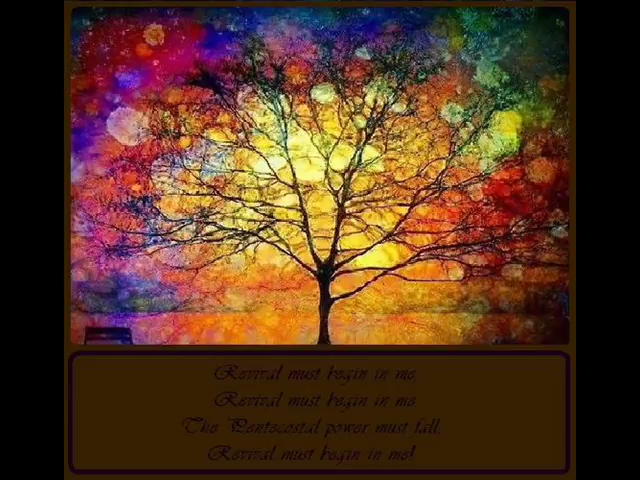 Revival must begin in me
Revival must begin in me
The Pentecostal power must fall,
Revival must begin in me!